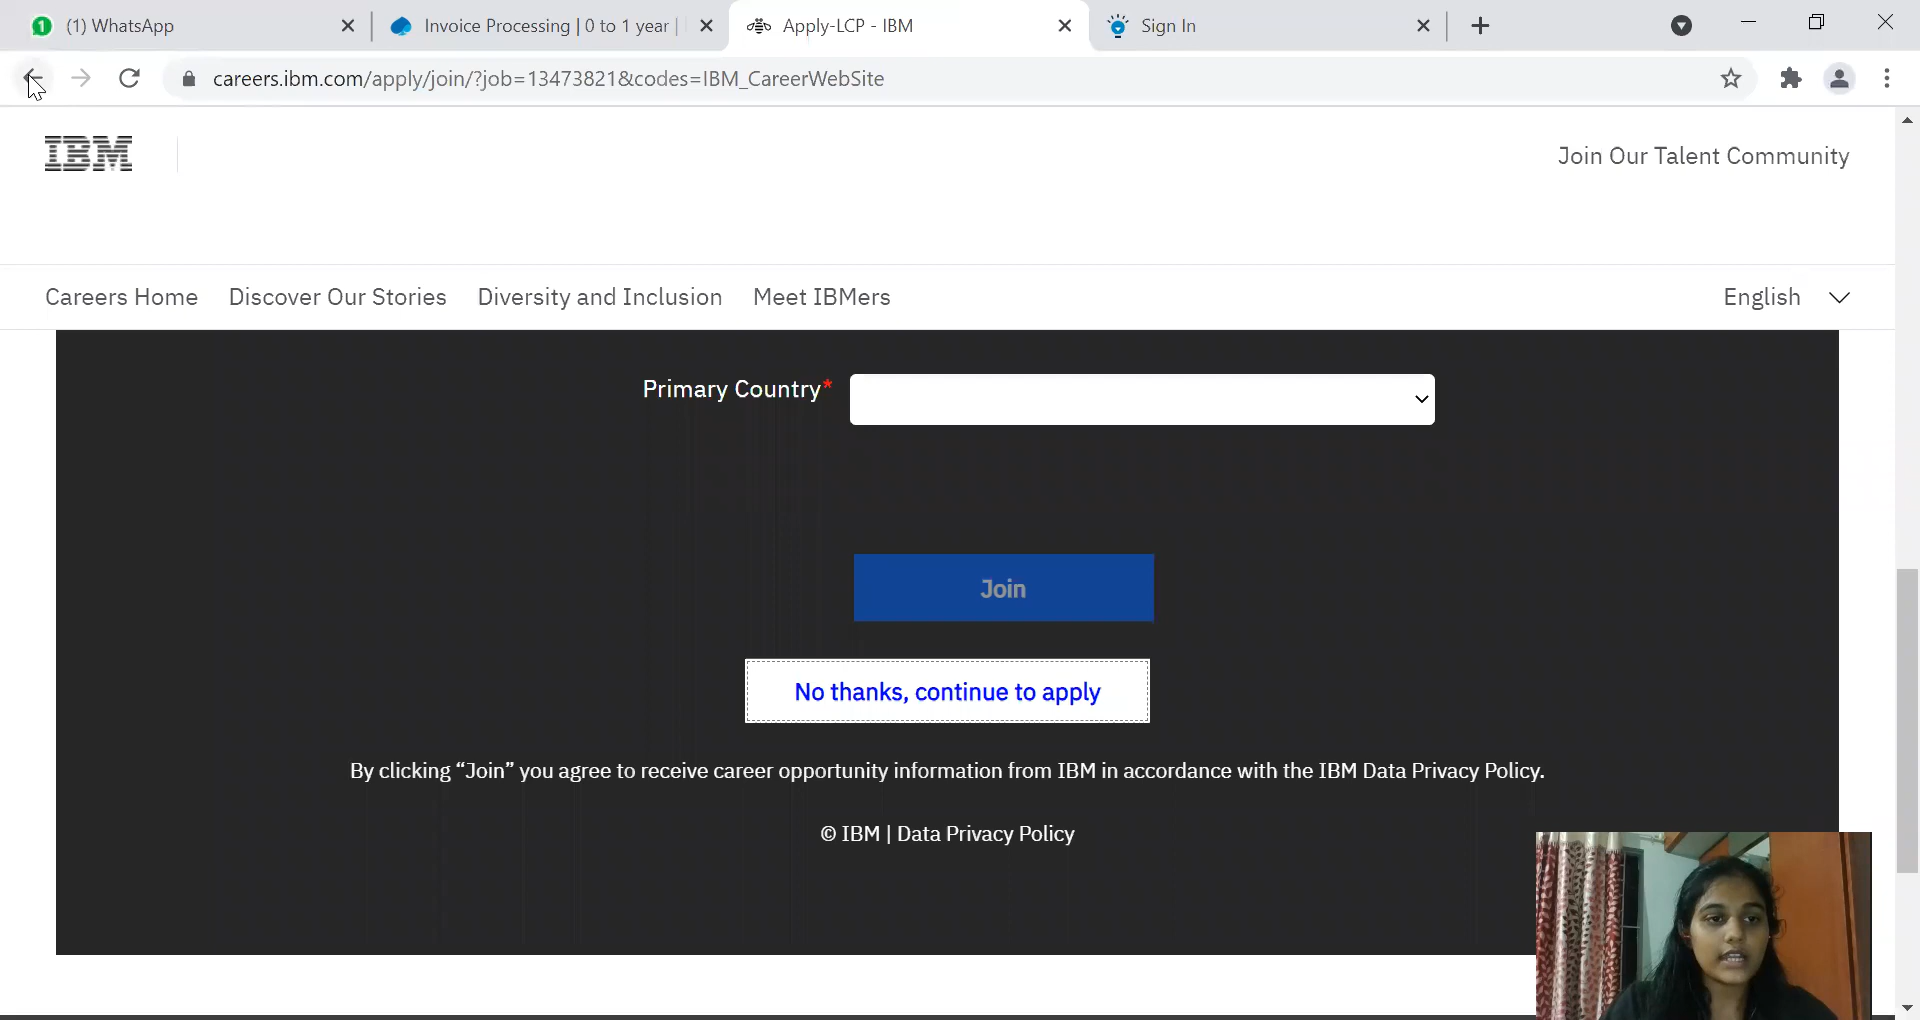 1 (1) WhatsApp
Invoice Processing | 0 to 1 year |
Apply-LCP - IBM
Sign In
careers.ibm.com/apply/join/?job=13473821&codes=IBM_CareerWebSite
IBM
Join Our Talent Community
Careers Home Discover Our Stories Diversity and Inclusion Meet IBMers English
Primary Country*
Join
No thanks, continue to apply
By clicking “Join” you agree to receive career opportunity information from IBM in accordance with the IBM Data Privacy Policy.
© IBM | Data Privacy Policy